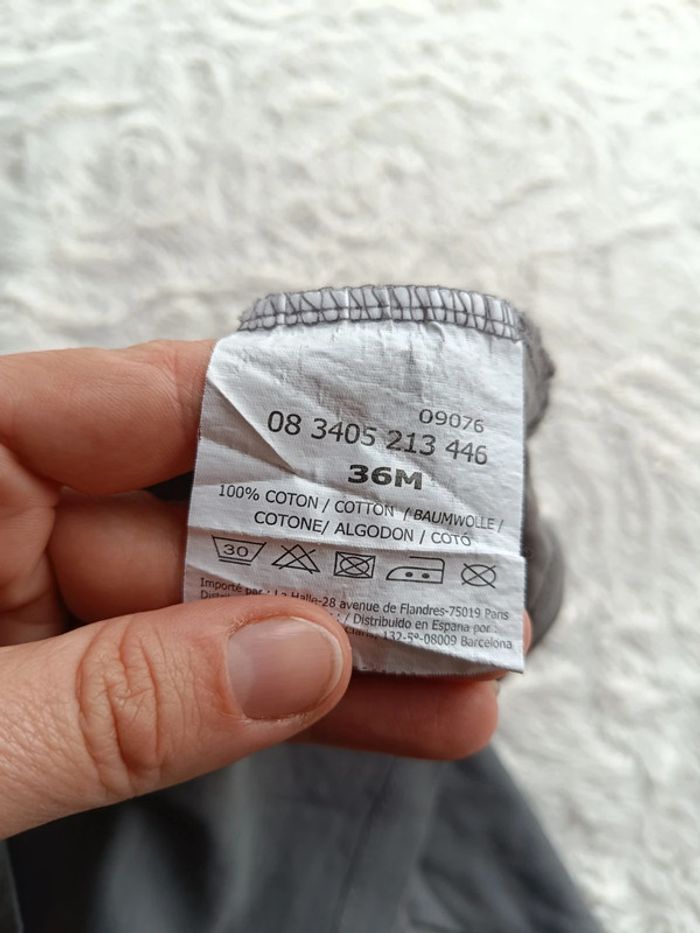 09076
08 3405 213 446
36M
100% COTON / COTTON / BAUMWOLLE /
COTONE/ ALGODON / COTÓ
30
Importé par : La Halle-28 avenue de Flandres-75019 Paris
: / Distribuido en Espana por :
132-5º-08009 Barcelona